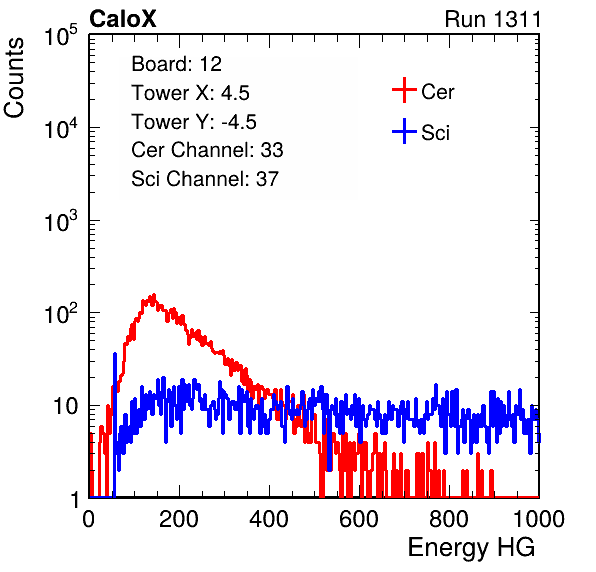 CaloX Run 1311
Counts
Board: 12
Tower X: 4.5
Tower Y: -4.5
Cer Channel: 33
Sci Channel: 37
Cer
Sci
10^5
10^4
10^3
10^2
10
1
0 200 400 600 800 1000
Energy HG